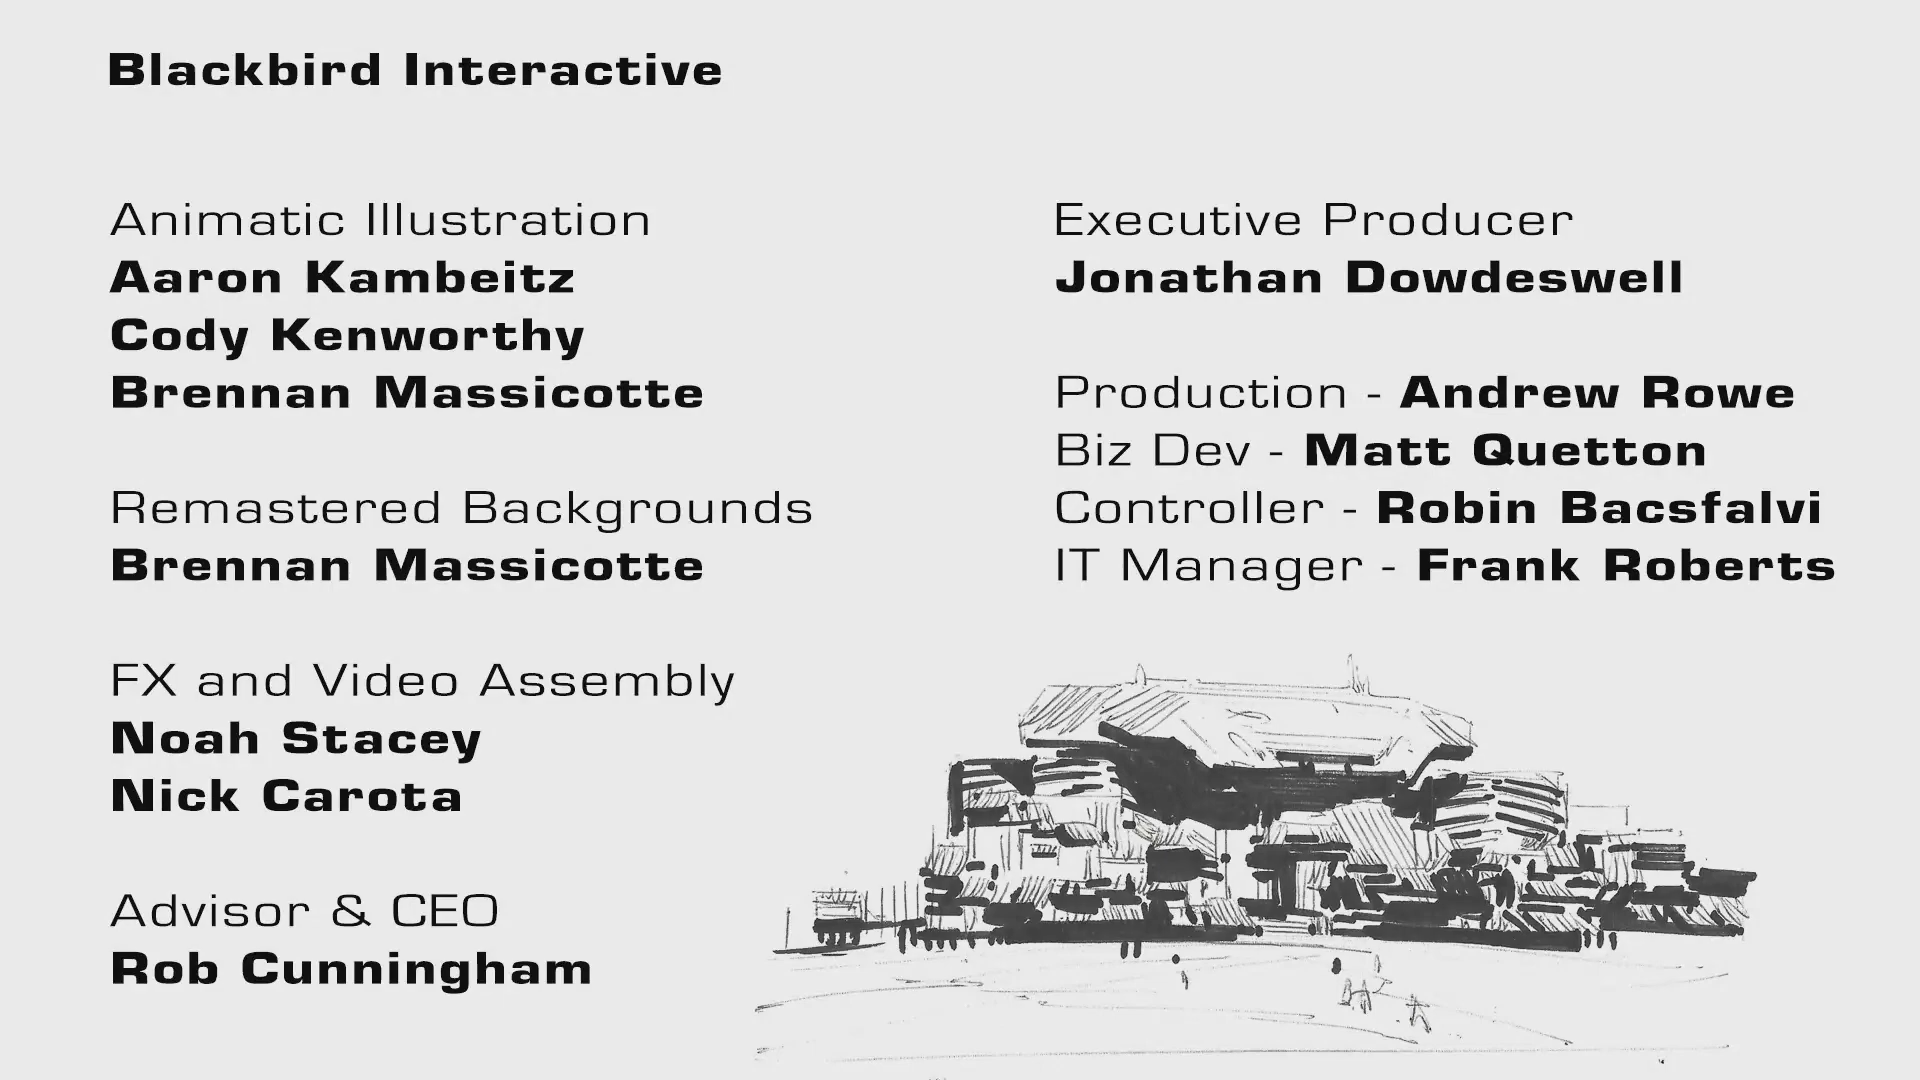 Blackbird Interactive
Animatic Illustration
Aaron Kambeitz
Cody Kenworthy
Brennan Massicotte
Remastered Backgrounds
Brennan Massicotte
FX and Video Assembly
Noah Stacey
Nick Carota
Advisor & CEO
Rob Cunningham
Executive Producer
Jonathan Dowdeswell
Production - Andrew Rowe
Biz Dev - Matt Quetton
Controller - Robin Bacsfalvi
IT Manager - Frank Roberts